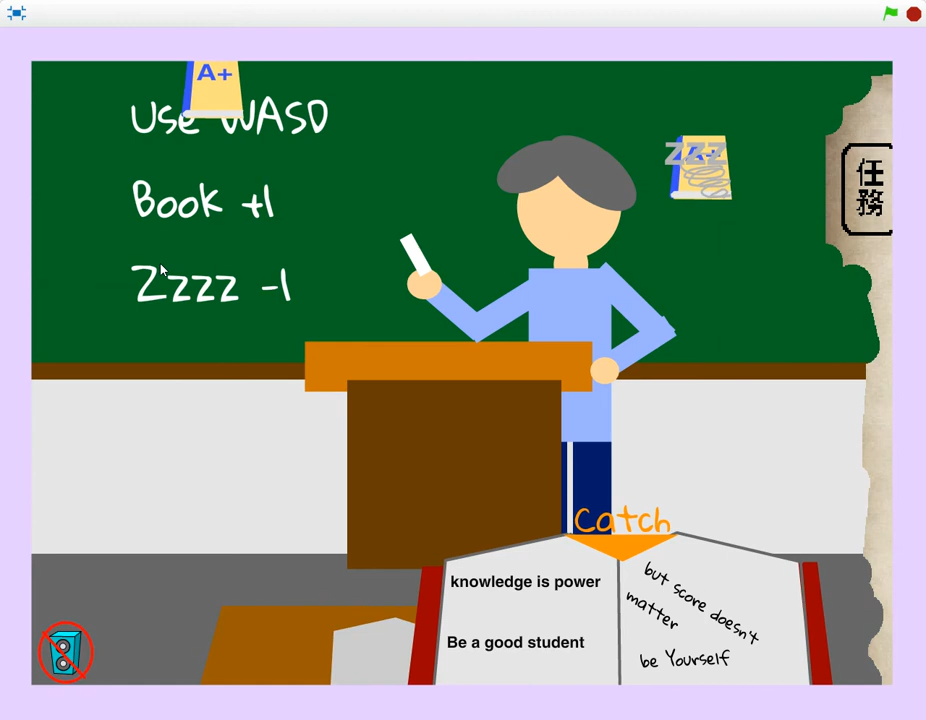 A+
Use WASD
Book +1
Zzzz -1
ZZZ
A+
任
務
Catch
knowledge is power
Be a good student
but score doesn't
matter
be Yourself